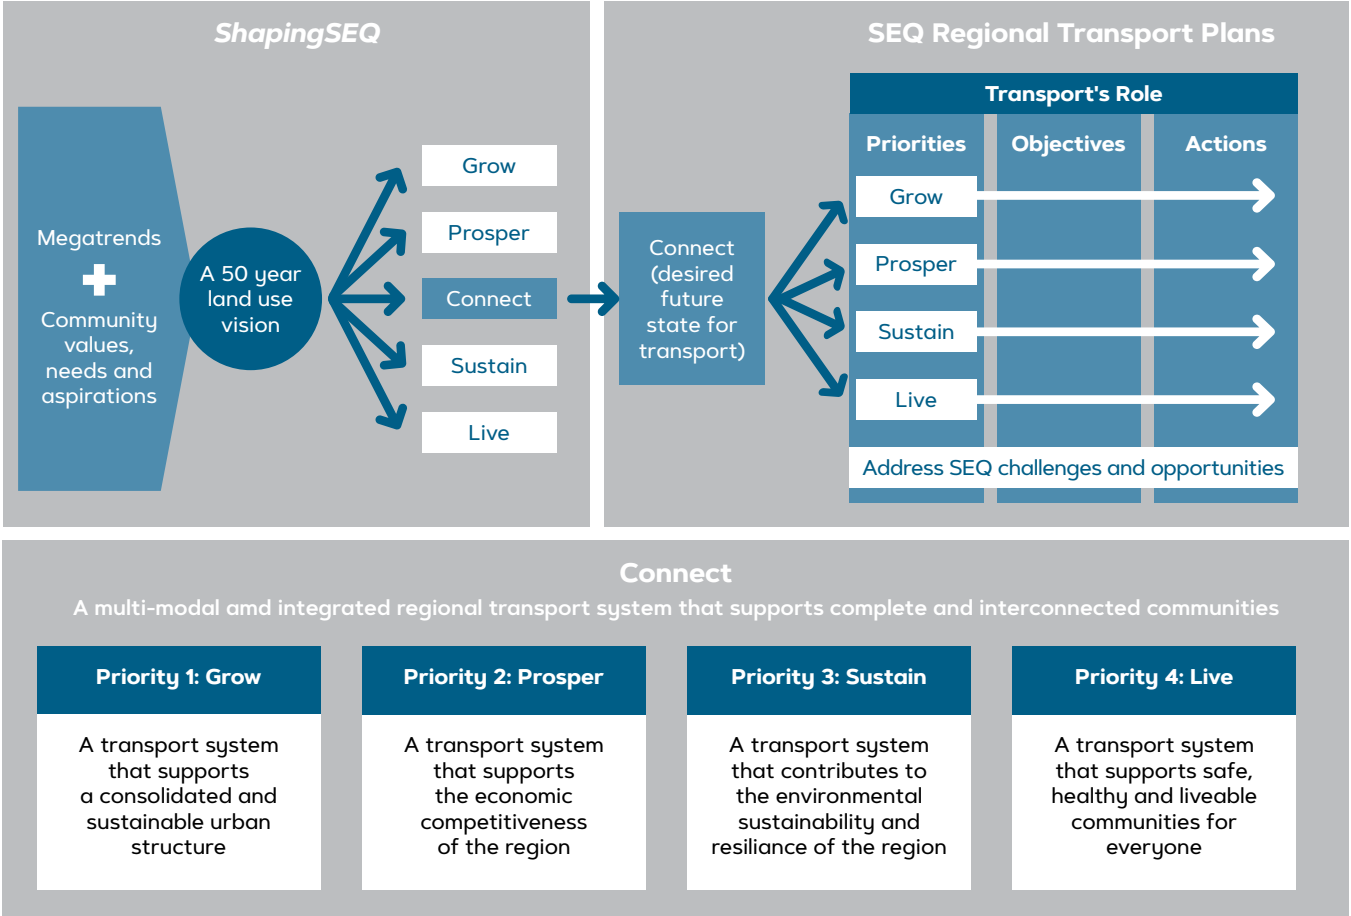 ShapingSEQ
Megatrends
Community
values,
needs and
aspirations
A 50 year
land use
vision
Grow
Prosper
Connect
Sustain
Live
SEQ Regional Transport Plans
Connect
(desired
future
state for
transport)
Transport's Role
Priorities Objectives Actions
Grow
Prosper
Sustain
Live
Address SEQ challenges and opportunities
Connect
A multi-modal amd integrated regional transport system that supports complete and interconnected communities
Priority 1: Grow
A transport system
that supports
a consolidated and
sustainable urban
structure
Priority 2: Prosper
A transport system
that supports
the economic
competitiveness
of the region
Priority 3: Sustain
A transport system
that contributes to
the environmental
sustainability and
resiliance of the region
Priority 4: Live
A transport system
that supports safe,
healthy and liveable
communities for
everyone